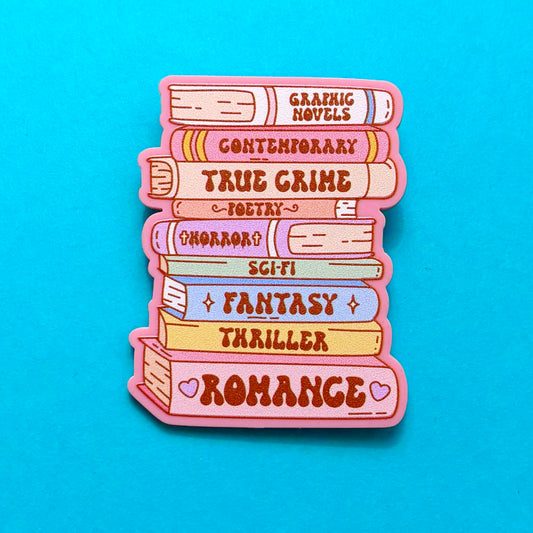 GRAPHIC
NOVELS
CONTEMPORARY
TRUE CRIME
POETRY
HORROR
SCI-FI
FANTASY
THRILLER
ROMANCE